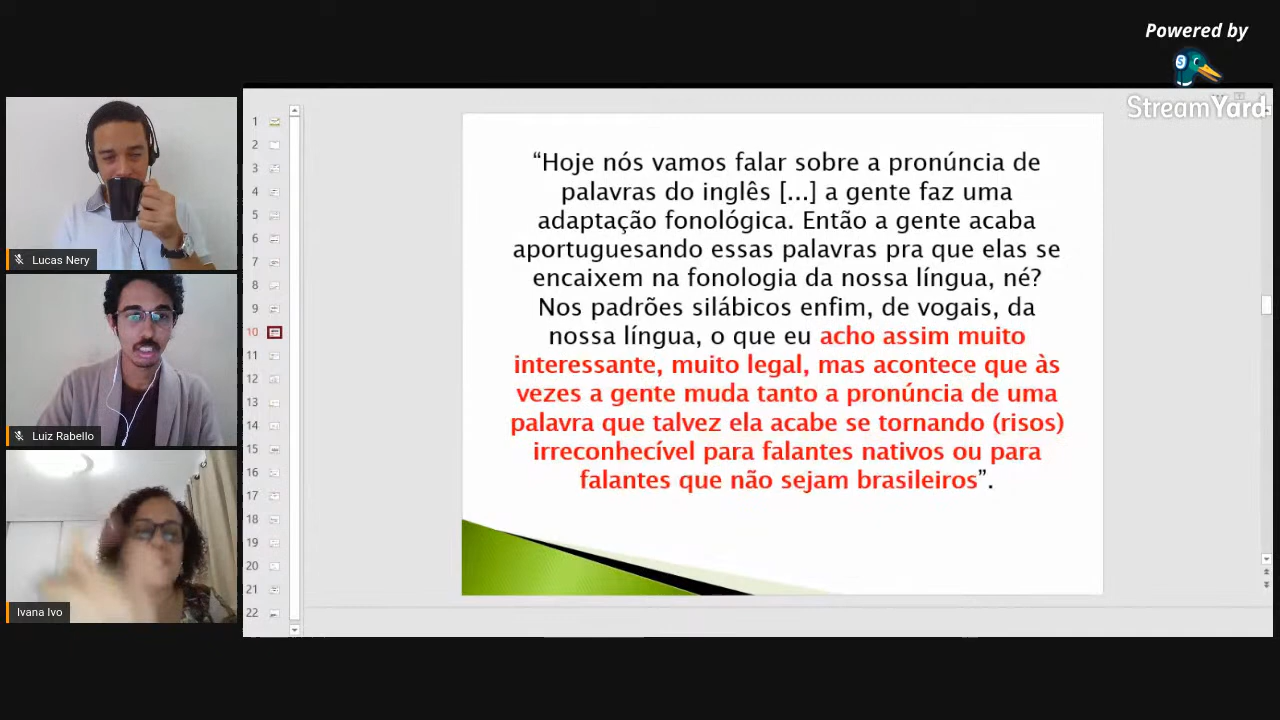 Powered by
StreamYard
Lucas Nery
Luiz Rabello
Ivana Ivo
1
2
3
4
5
6
7
8
9
10
11
12
13
14
15
16
17
18
19
20
21
22
“Hoje nós vamos falar sobre a pronúncia de
palavras do inglês [...] a gente faz uma
adaptação fonológica. Então a gente acaba
aportuguesando essas palavras pra que elas se
encaixem na fonologia da nossa língua, né?
Nos padrões silábicos enfim, de vogais, da
nossa língua, o que eu acho assim muito
interessante, muito legal, mas acontece que às
vezes a gente muda tanto a pronúncia de uma
palavra que talvez ela acabe se tornando (risos)
irreconhecível para falantes nativos ou para
falantes que não sejam brasileiros”.